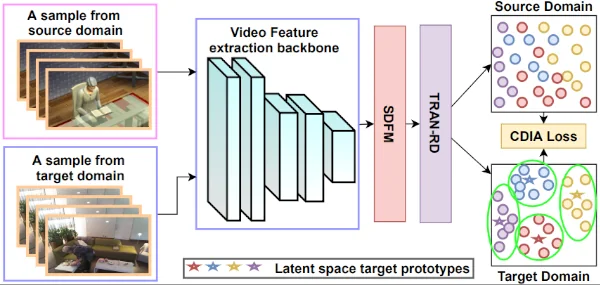 A sample from
source domain
Video Feature
extraction backbone
Source Domain
SDFM
TRAN-RD
CDIA Loss
A sample from
target domain
Latent space target prototypes
Target Domain